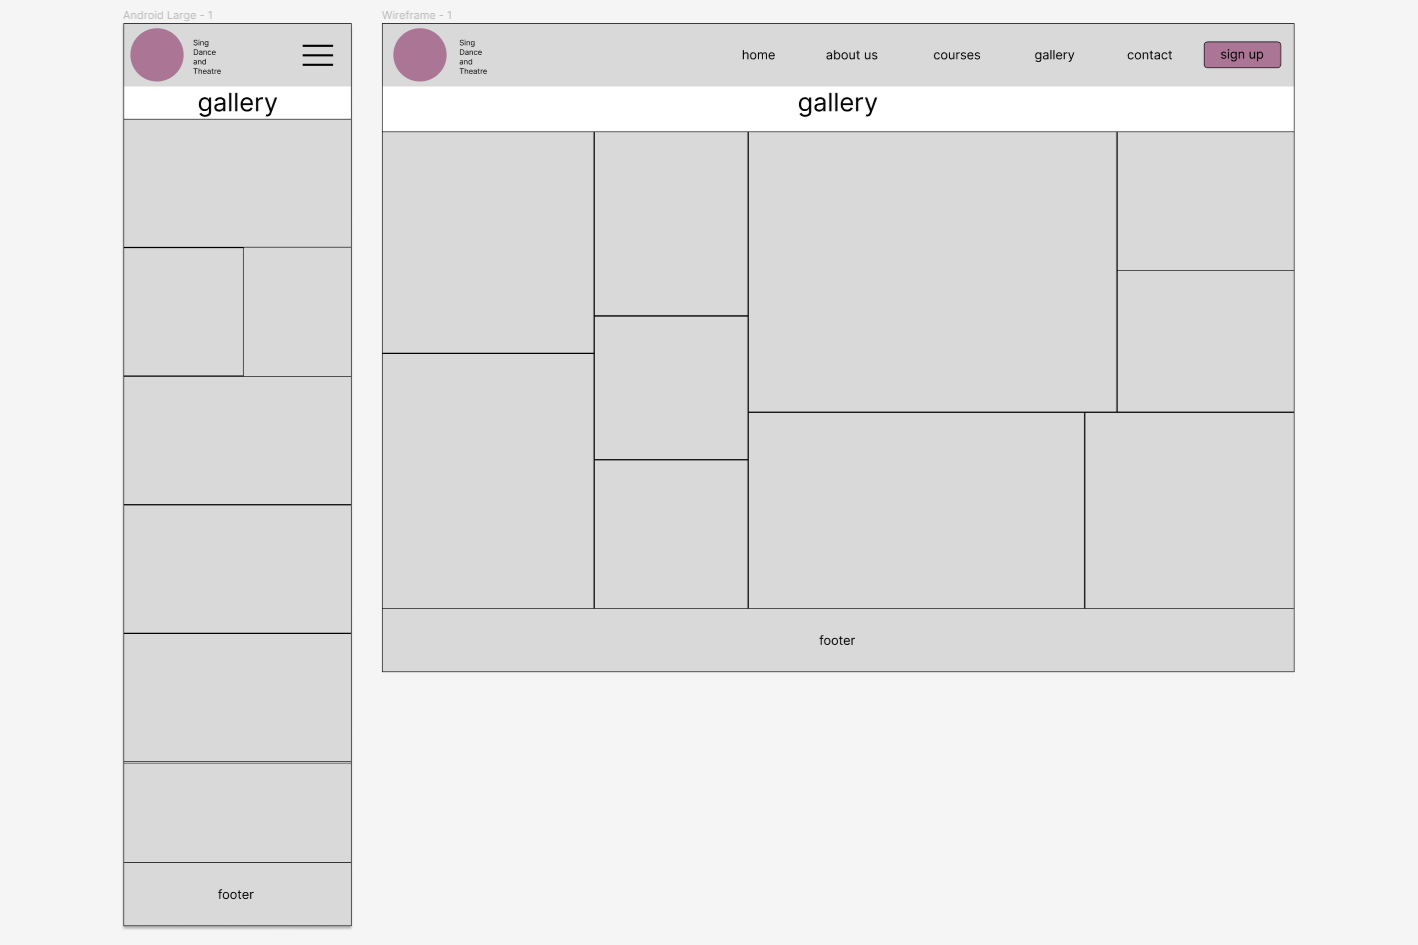 Android Large - 1
Sing
Dance
and
Theatre
gallery
footer
Wireframe - 1
Sing
Dance
and
Theatre
home about us courses gallery contact sign up
gallery
footer